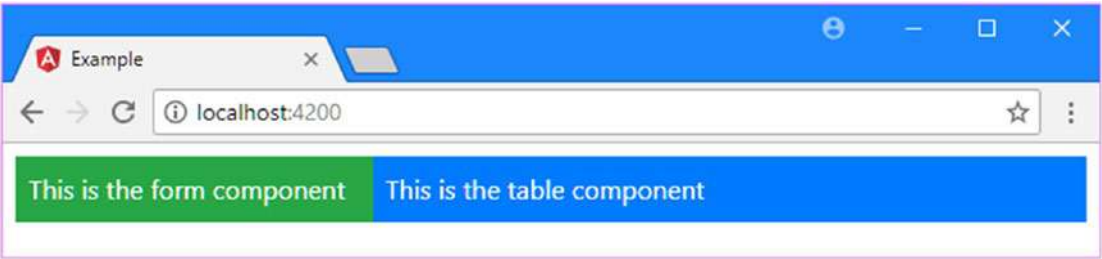 Example
localhost:4200
This is the form component
This is the table component